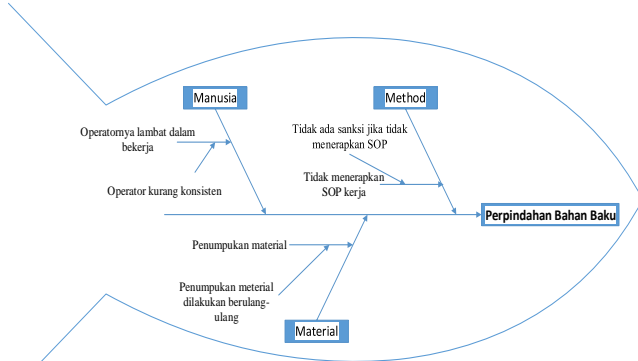 Manusia
Method
Operatornya lambat dalam
bekerja
Tidak ada sanksi jika tidak
menerapkan SOP
Operator kurang konsisten
Tidak menerapkan
SOP kerja
Perpindahan Bahan Baku
Penumpukan material
Penumpukan meterial
dilakukan berulang-
ulang
Material